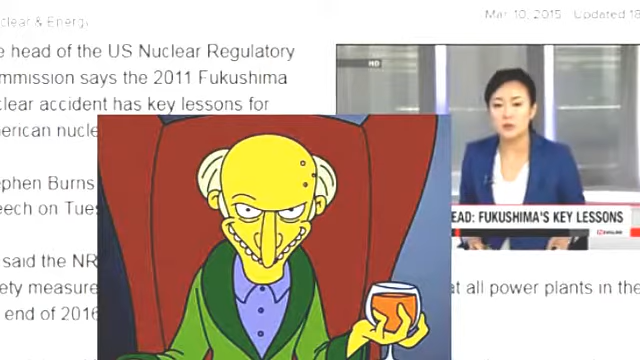 clear & Energy
Mar. 10, 2015 - Updated 18
e head of the US Nuclear Regulatory
mmission says the 2011 Fukushima
clear accident has key lessons for
erican nucle
HD
phen Burns
eech on Tues
EAD: FUKUSHIMA'S KEY LESSONS
said the NR
ety measure
at all power plants in the
end of 2016